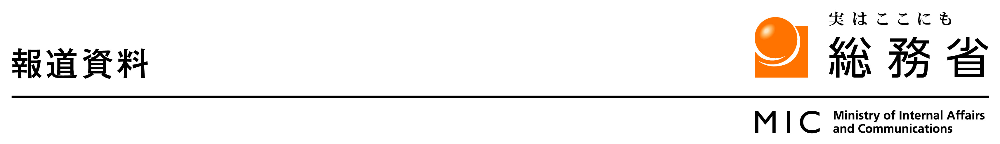 報道資料
実はここにも
総務省
MIC
Ministry of Internal Affairs
and Communications